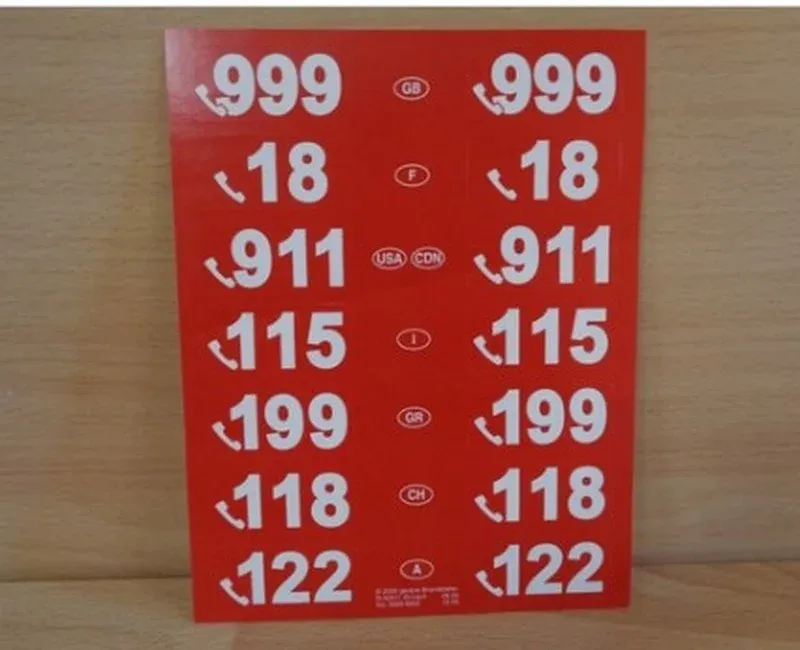 999 GB 999
18 F 18
911 USA CDN 911
115 I 115
199 GR 199
118 CH 118
122 A 122